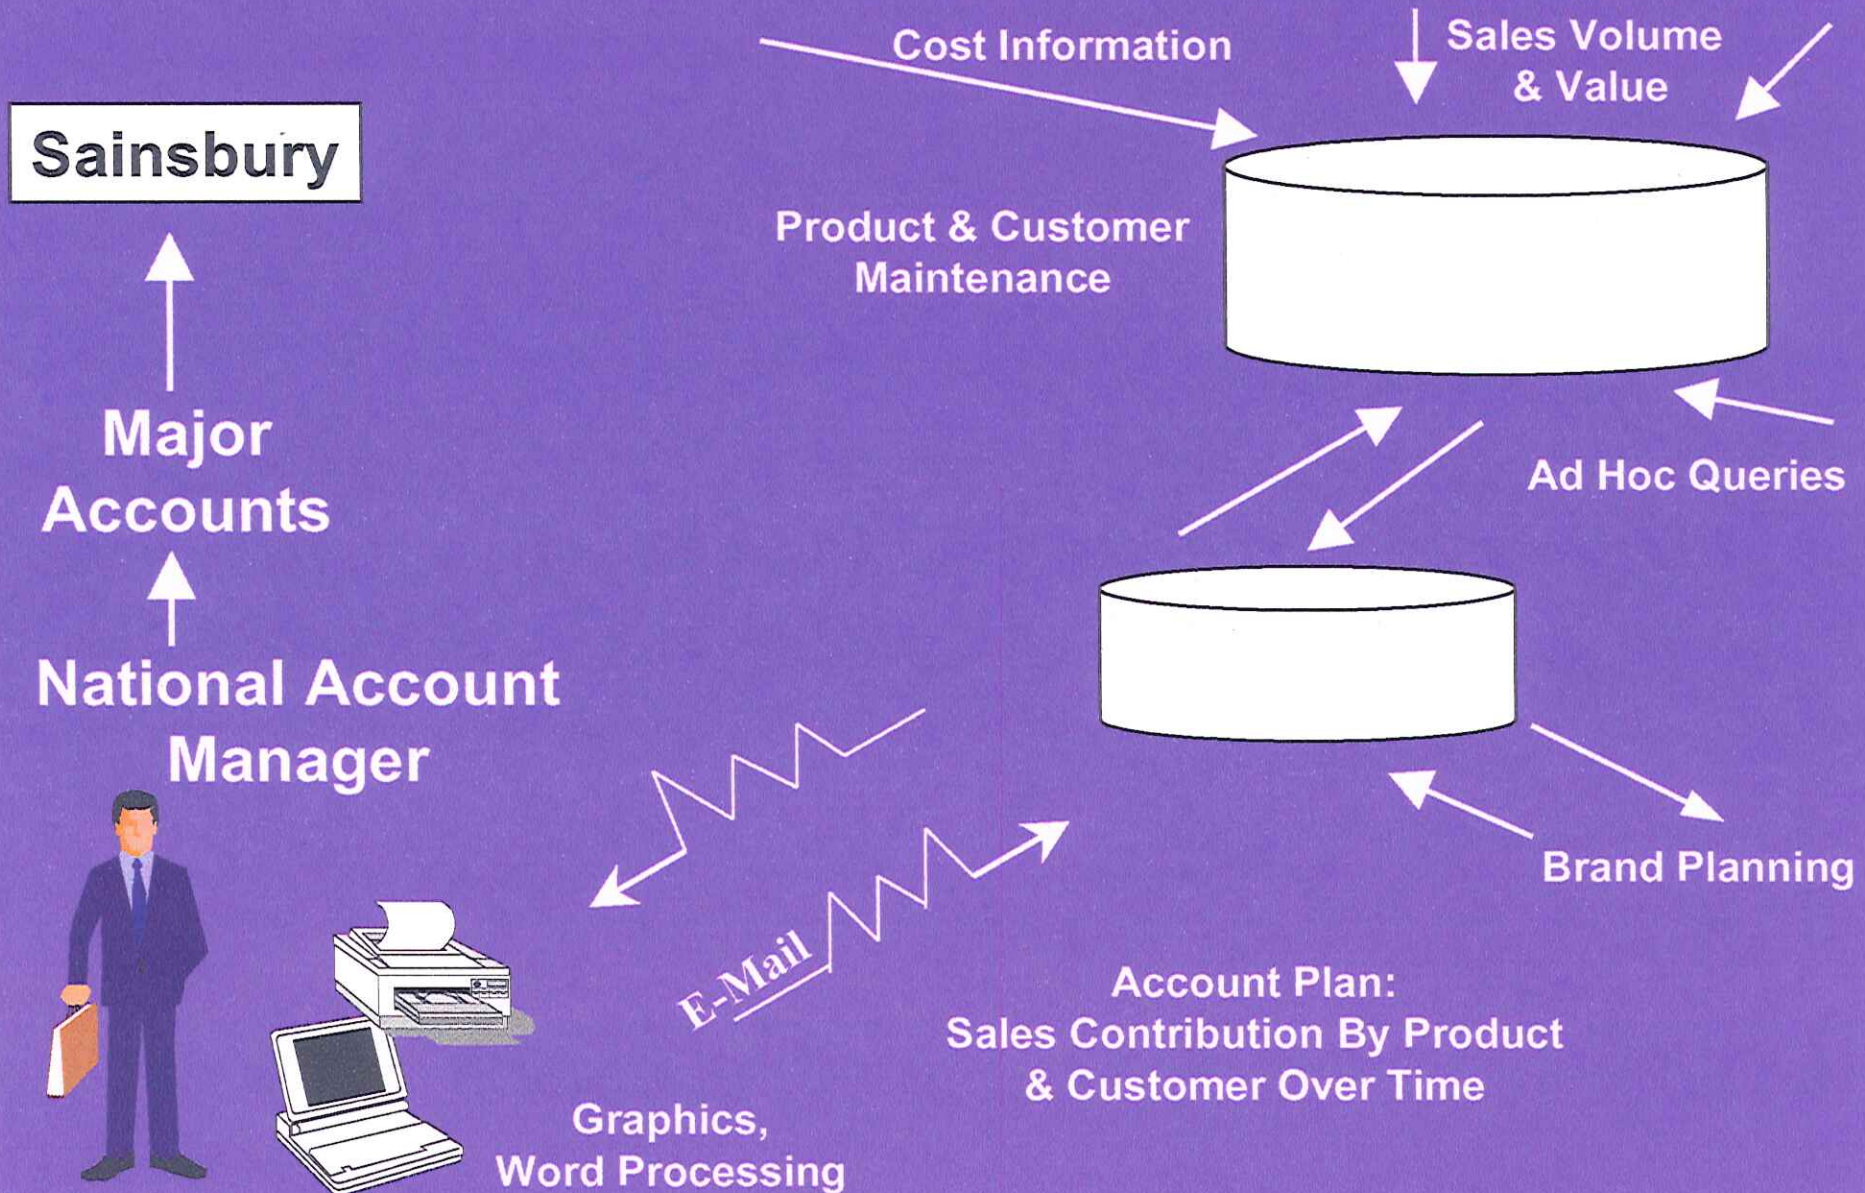 Cost Information
Sales Volume
& Value
Sainsbury
Product & Customer
Maintenance
Major
Accounts
Ad Hoc Queries
National Account
Manager
Brand Planning
E-Mail
Account Plan:
Sales Contribution By Product
& Customer Over Time
Graphics,
Word Processing